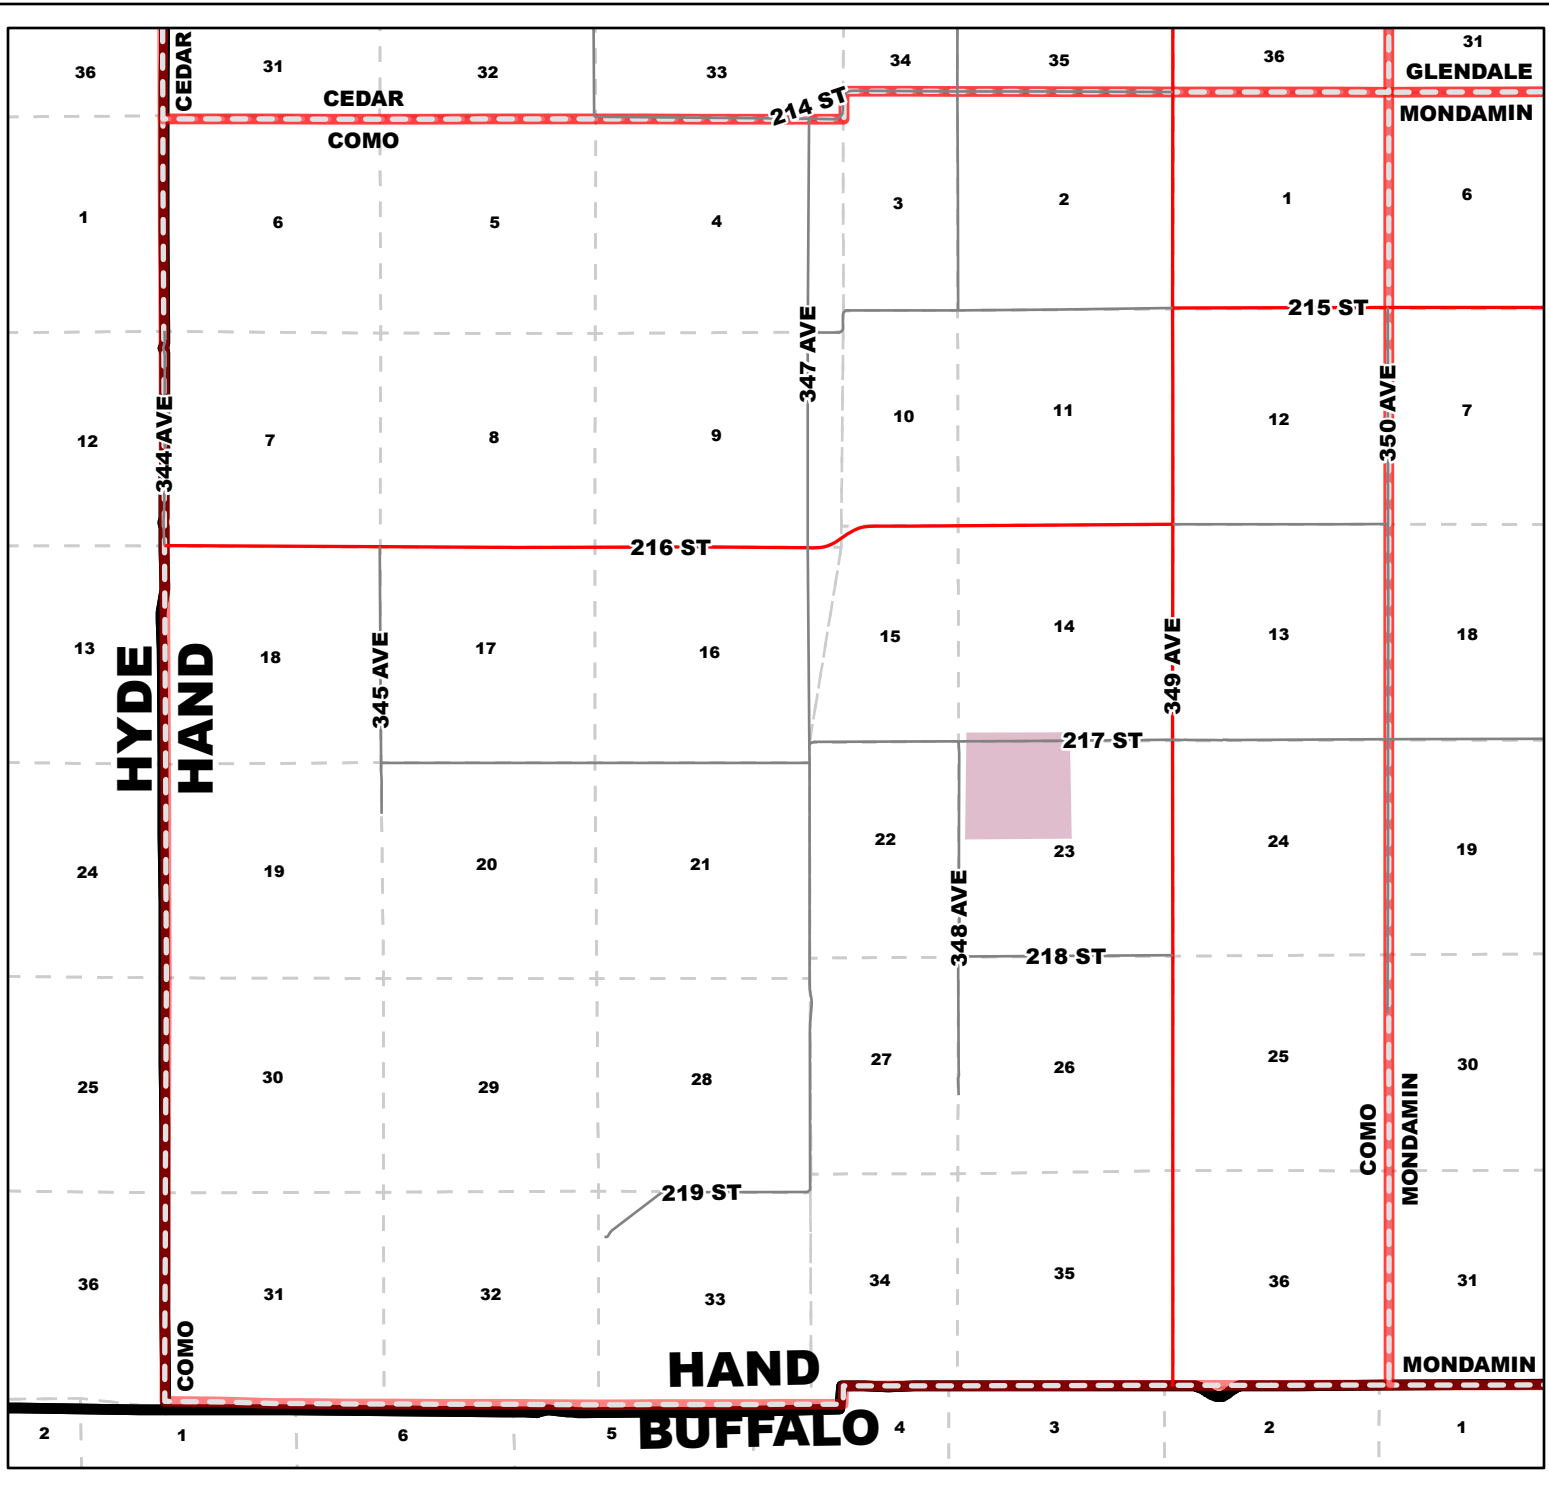 36
CEDAR
31
32
33
34
35
36
31
GLENDALE
CEDAR
214 ST
COMO
MONDAMIN
1
6
5
4
3
2
1
6
215 ST
347 AVE
344 AVE
350 AVE
12
7
8
9
10
11
12
7
216 ST
13
HYDE
HAND
18
345 AVE
17
16
15
14
349 AVE
13
18
217 ST
24
19
20
21
22
23
24
19
348 AVE
218 ST
25
30
29
28
27
26
25
30
COMO
MONDAMIN
219 ST
36
31
32
33
34
35
36
31
COMO
HAND
MONDAMIN
2
1
6
5
BUFFALO
4
3
2
1